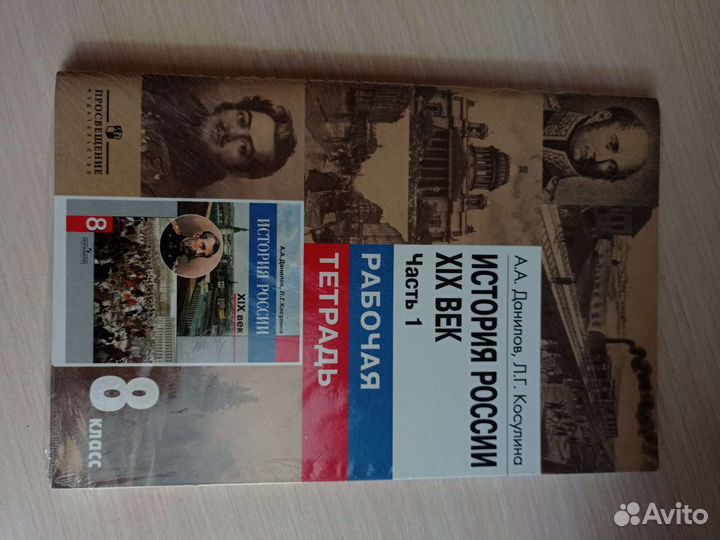 А.А. Данилов, Л.Г. Косулина
ИСТОРИЯ РОССИИ
XIX ВЕК
Часть 1
РАБОЧАЯ
ТЕТРАДЬ
А.А.Данилов, Л.Г.Косулина
ИСТОРИЯ РОССИИ
XIX век
8
ПРОСВЕЩЕНИЕ
ИЗДАТЕЛЬСТВО
8
класс
Avito